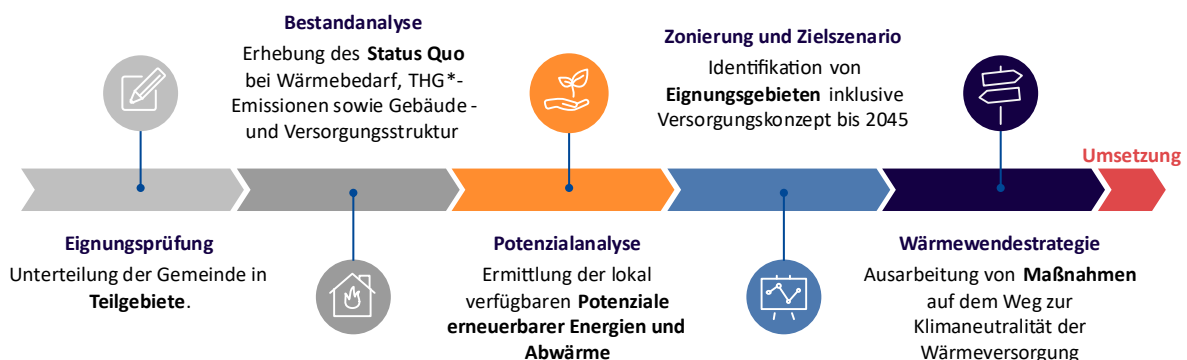 Bestandanalyse
Erhebung des Status Quo
bei Wärmebedarf, THG*-
Emissionen sowie Gebäude-
und Versorgungsstruktur
Zonierung und Zielszenario
Identifikation von
Eignungsgebieten inklusive
Versorgungskonzept bis 2045
Umsetzung
Eignungsprüfung
Unterteilung der Gemeinde in
Teilgebiete.
Potenzialanalyse
Ermittlung der lokal
verfügbaren Potenziale
erneuerbarer Energien und
Abwärme
Wärmewendestrategie
Ausarbeitung von Maßnahmen
auf dem Weg zur
Klimaneutralität der
Wärmeversorgung